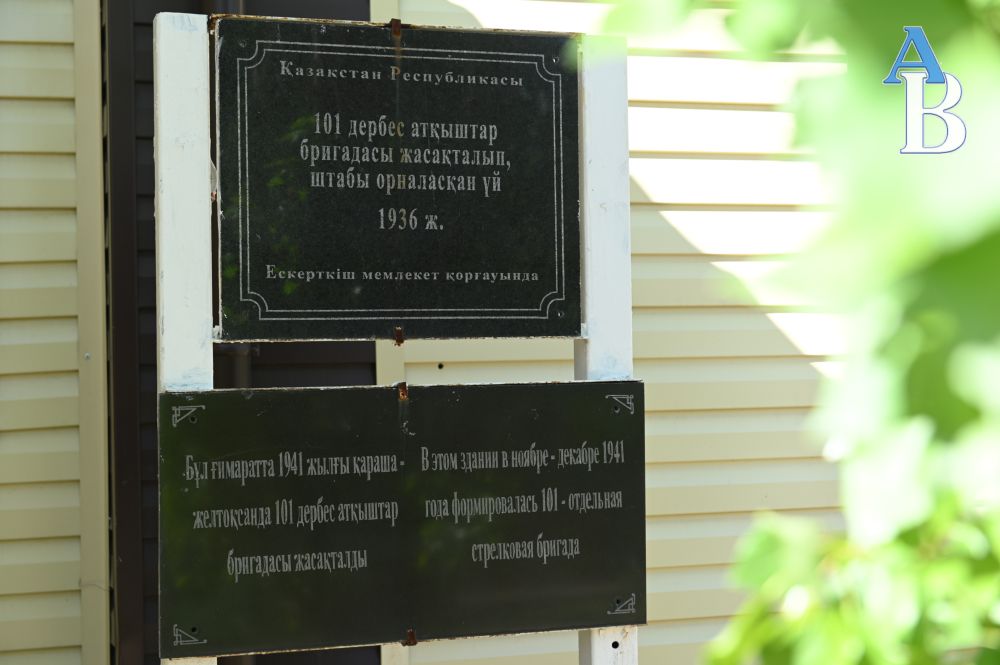 Қазақстан Республикасы
101 дербес атқыштар
бригадасы жасақталып,
штабы орналасқан үй
1936 ж.
Ескерткіш мемлекет қорғауында
Бұл ғимаратта 1941 жылғы қараша -
желтоқсанда 101 дербес атқыштар
бригадасы жасақталды
В этом здании в ноябре - декабре 1941
года формировалась 101 - отдельная
стрелковая бригада
АВ